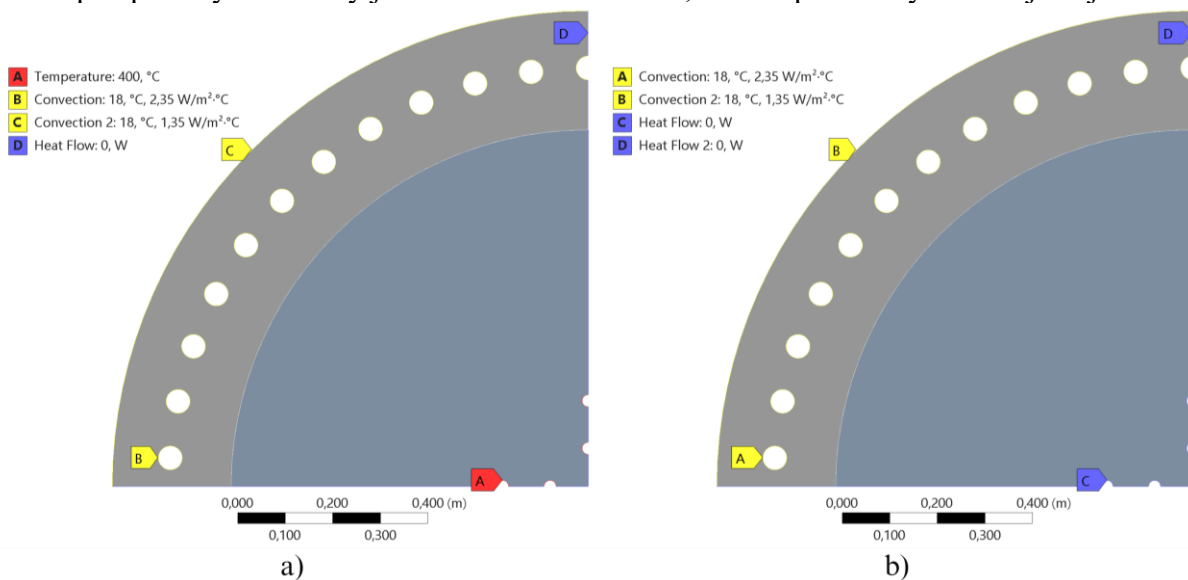 D
A Temperature: 400, °C
B Convection: 18, °C, 2,35 W/m²·°C
C Convection 2: 18, °C, 1,35 W/m²·°C
D Heat Flow: 0, W
C
B
A
0,000 0,200 0,400 (m)
0,100 0,300
a)
D
A Convection: 18, °C, 2,35 W/m²·°C
B Convection 2: 18, °C, 1,35 W/m²·°C
C Heat Flow: 0, W
D Heat Flow 2: 0, W
B
A
C
0,000 0,200 0,400 (m)
0,100 0,300
b)